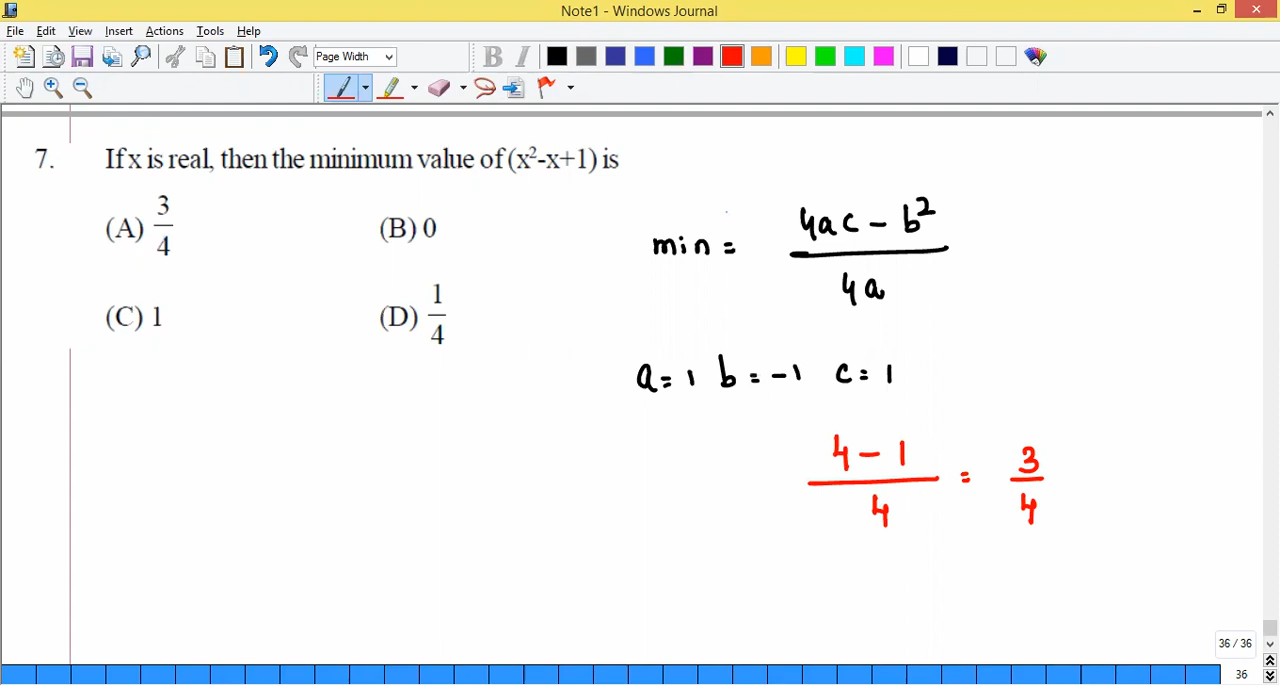 Note1 - Windows Journal
File Edit View Insert Actions Tools Help
Page Width B I
7. If x is real, then the minimum value of (x²-x+1) is
(A) 3/4 (B) 0
(C) 1 (D) 1/4
min = (4ac - b²)/(4a)
a = 1 b = -1 c = 1
(4 - 1)/4 = 3/4
36 / 36
36